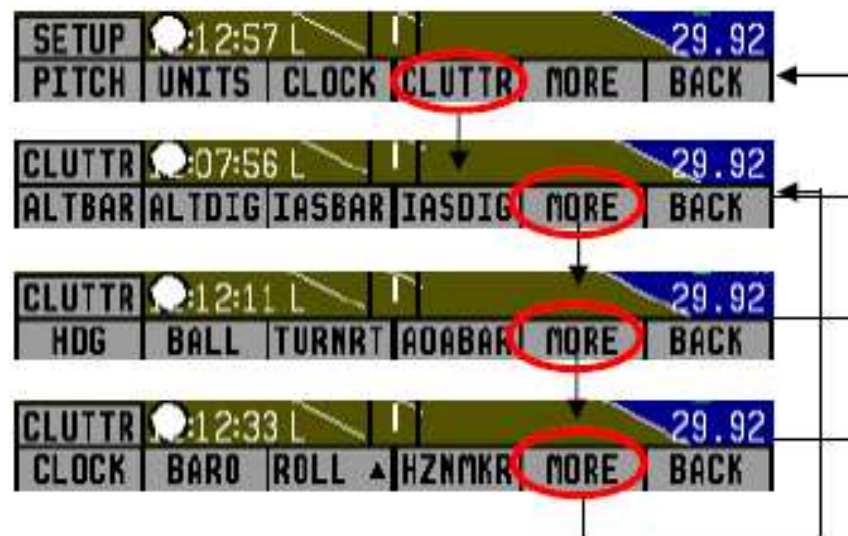 SETUP :12:57 L 29.92
PITCH UNITS CLOCK CLUTTR MORE BACK
CLUTTR :07:56 L 29.92
ALTBAR ALTDIG IASBAR IASDIG MORE BACK
CLUTTR :12:11 L 29.92
HDG BALL TURNRT AOABAR MORE BACK
CLUTTR :12:33 L 29.92
CLOCK BARO ROLL ▲ HZNMKR MORE BACK